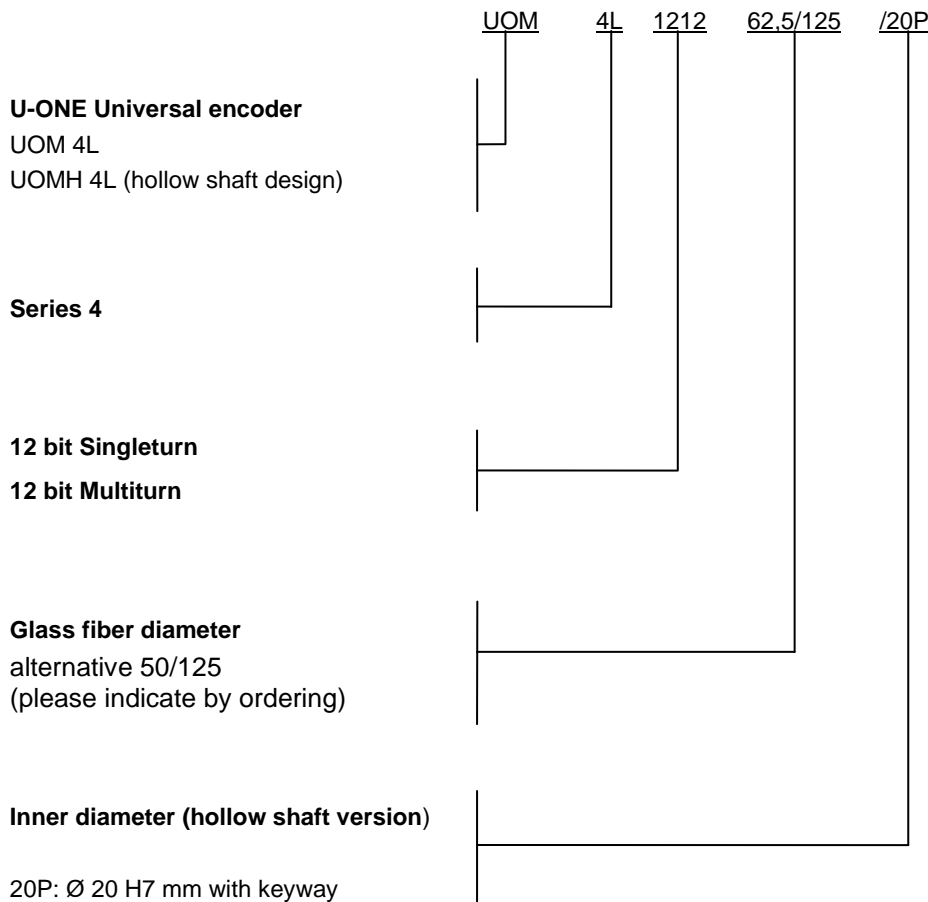 UOM 4L 1212 62,5/125 /20P
U-ONE Universal encoder
UOM 4L
UOMH 4L (hollow shaft design)
Series 4
12 bit Singleturn
12 bit Multiturn
Glass fiber diameter
alternative 50/125
(please indicate by ordering)
Inner diameter (hollow shaft version)
20P: Ø 20 H7 mm with keyway